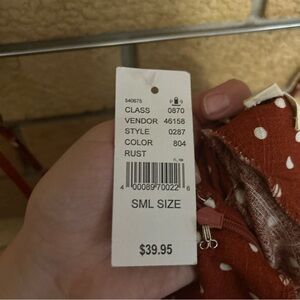 540675
CLASS 0870
VENDOR 46158
STYLE 0287
COLOR 804
RUST
4 00089 70022 6
SML SIZE
$39.95